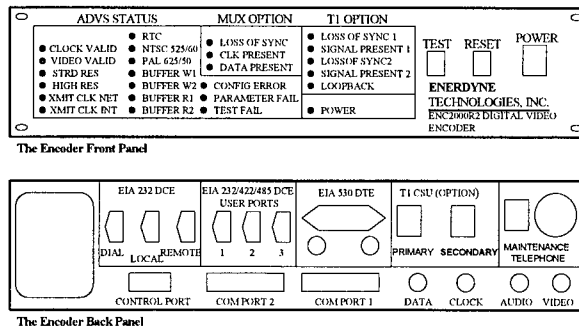 ADVS STATUS MUX OPTION T1 OPTION
RTC
CLOCK VALID
VIDEO VALID
STRD RES
HIGH RES
XMIT CLK NET
XMIT CLK INT
NTSC 525/60
PAL 625/50
BUFFER W1
BUFFER W2
BUFFER R1
BUFFER R2
LOSS OF SYNC
CLK PRESENT
DATA PRESENT
CONFIG ERROR
PARAMETER FAIL
TEST FAIL
LOSS OF SYNC 1
SIGNAL PRESENT 1
LOSSOF SYNC2
SIGNAL PRESENT 2
LOOPBACK
POWER
TEST RESET POWER
ENERDYNE
TECHNOLOGIES, INC.
ENC2000R2 DIGITAL VIDEO
ENCODER
The Encoder Front Panel
EIA 232 DCE
DIAL LOCAL REMOTE
EIA 232/422/485 DCE
USER PORTS
1 2 3
EIA 530 DTE
T1 CSU (OPTION)
PRIMARY SECONDARY
MAINTENANCE
TELEPHONE
CONTROL PORT COM PORT 2 COM PORT 1 DATA CLOCK AUDIO VIDEO
The Encoder Back Panel